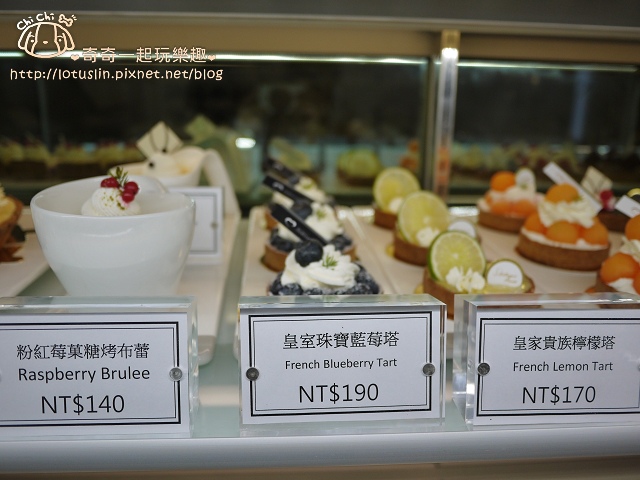 Chi Chi
奇奇一起玩樂趣
http://lotuslin.pixnet.net/blog
粉紅莓菓糖烤布蕾
Raspberry Brulee
NT$140
皇室珠寶藍莓塔
French Blueberry Tart
NT$190
皇家貴族檸檬塔
French Lemon Tart
NT$170